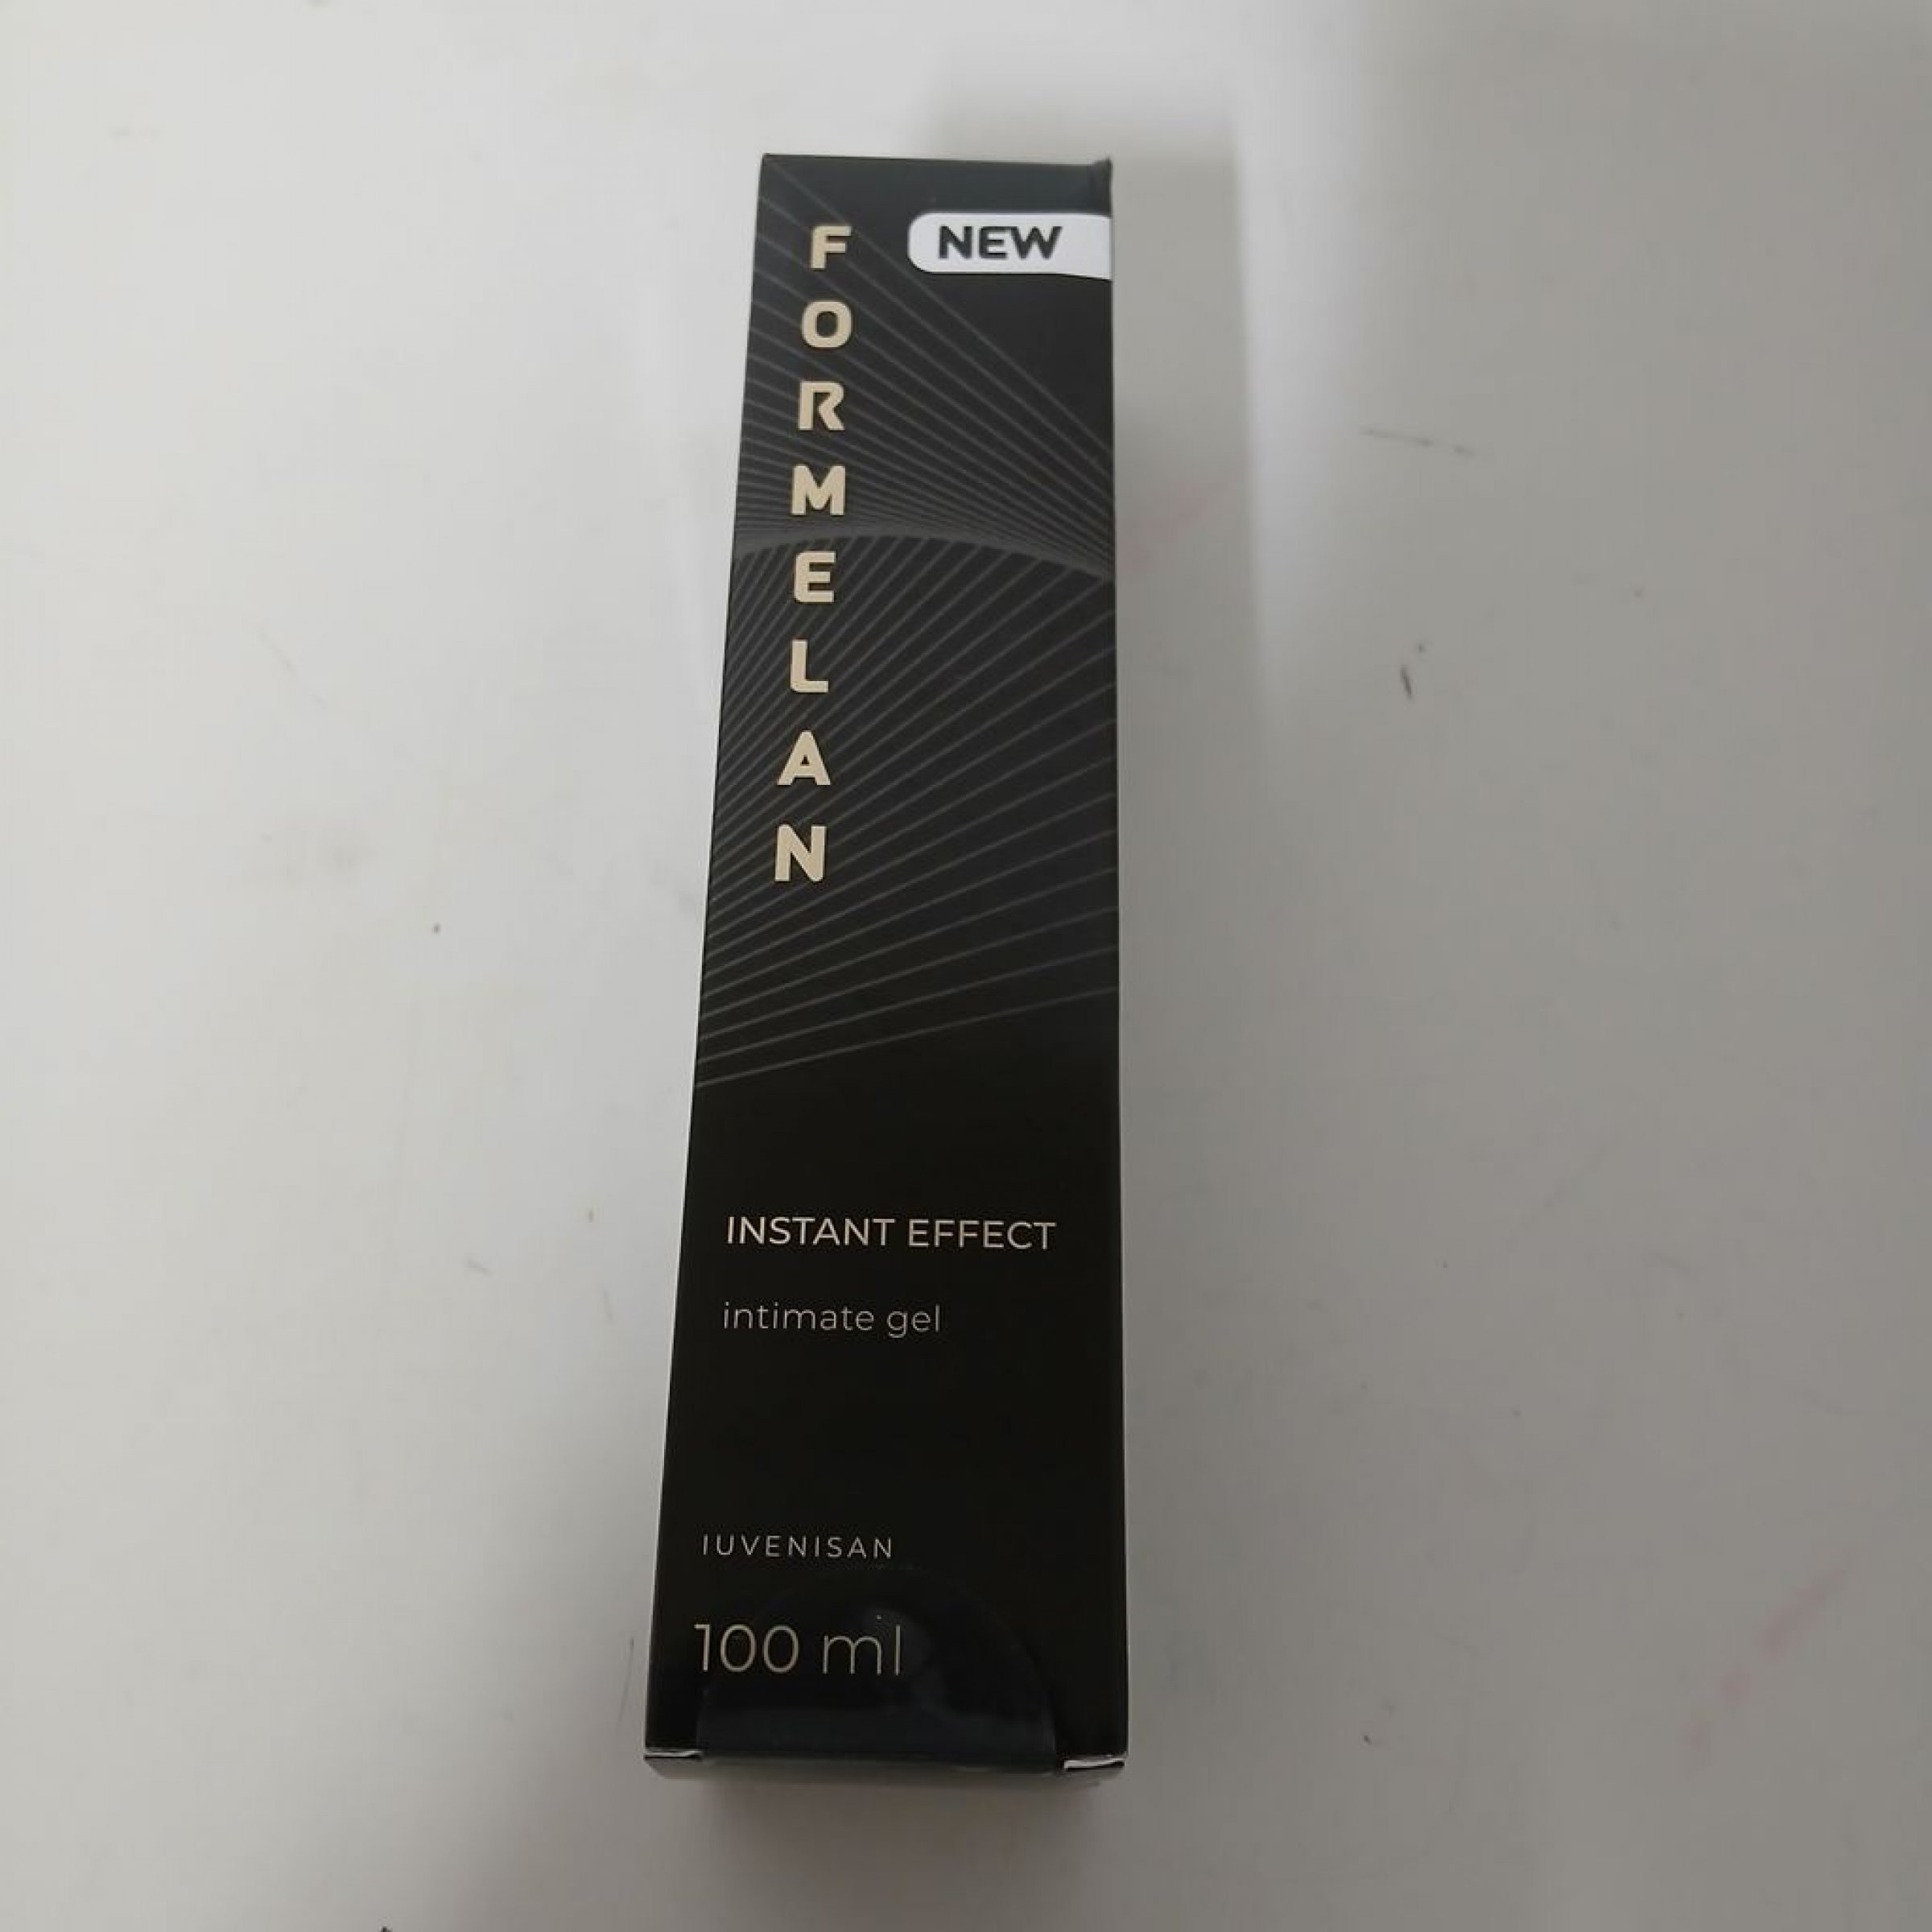 NEW
FORMELAN
INSTANT EFFECT
intimate gel
IUVENISAN
100 ml